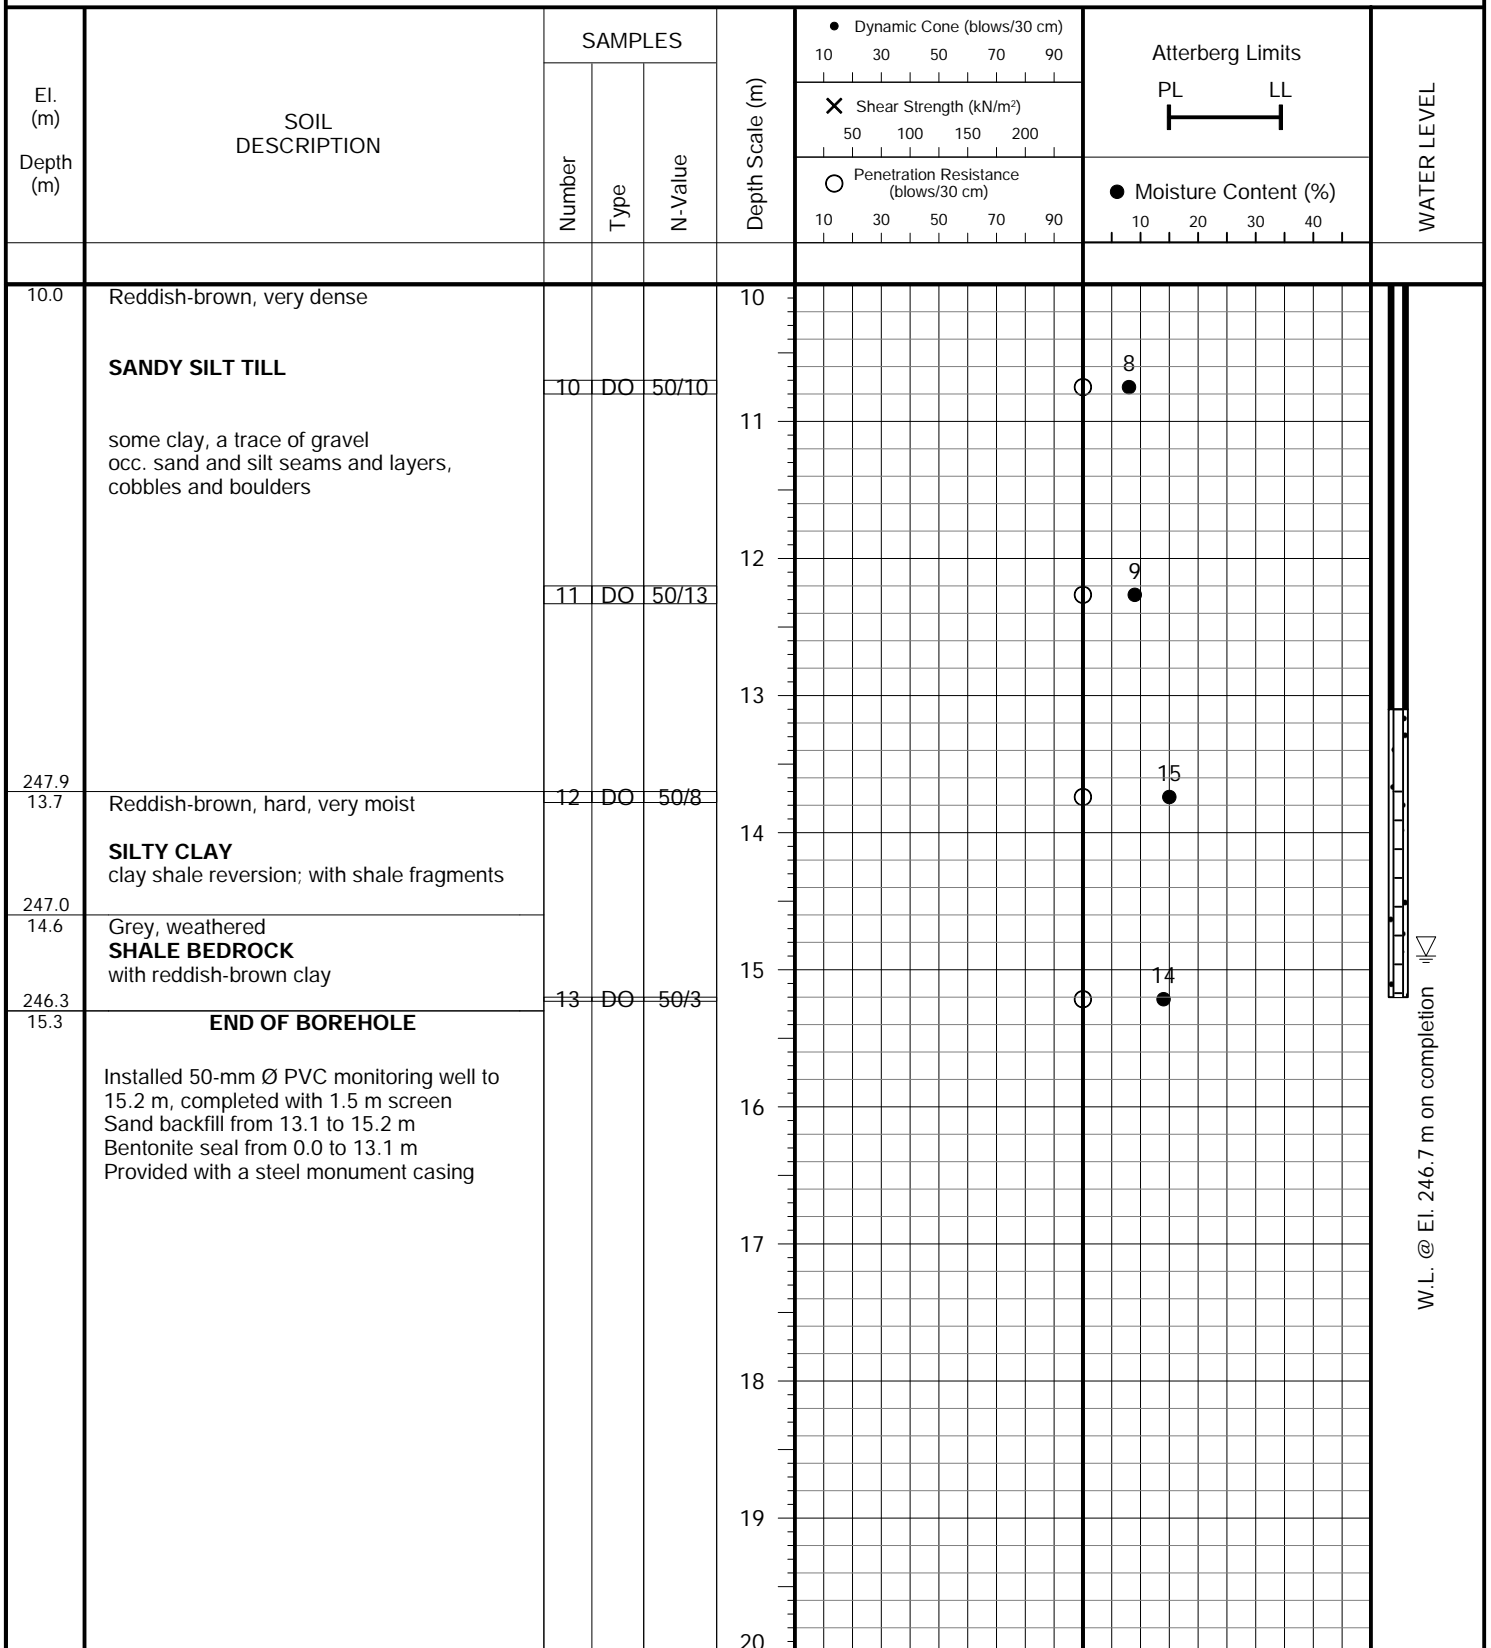 El.
(m)
Depth
(m)
SOIL
DESCRIPTION
SAMPLES
Number
Type
N-Value
Depth Scale (m)
Dynamic Cone (blows/30 cm)
10 30 50 70 90
Shear Strength (kN/m²)
50 100 150 200
Penetration Resistance
(blows/30 cm)
10 30 50 70 90
Atterberg Limits
PL LL
Moisture Content (%)
10 20 30 40
WATER LEVEL
10.0 Reddish-brown, very dense
10
SANDY SILT TILL
8
10 DO 50/10
11
some clay, a trace of gravel
occ. sand and silt seams and layers,
cobbles and boulders
12
9
11 DO 50/13
13
15
247.9
13.7 Reddish-brown, hard, very moist
12 DO 50/8
14
SILTY CLAY
clay shale reversion; with shale fragments
247.0
14.6 Grey, weathered
SHALE BEDROCK
with reddish-brown clay
15
14
246.3
13 DO 50/3
15.3 END OF BOREHOLE
Installed 50-mm Ø PVC monitoring well to
15.2 m, completed with 1.5 m screen
Sand backfill from 13.1 to 15.2 m
Bentonite seal from 0.0 to 13.1 m
Provided with a steel monument casing
16
17
18
19
20
W.L. @ El. 246.7 m on completion